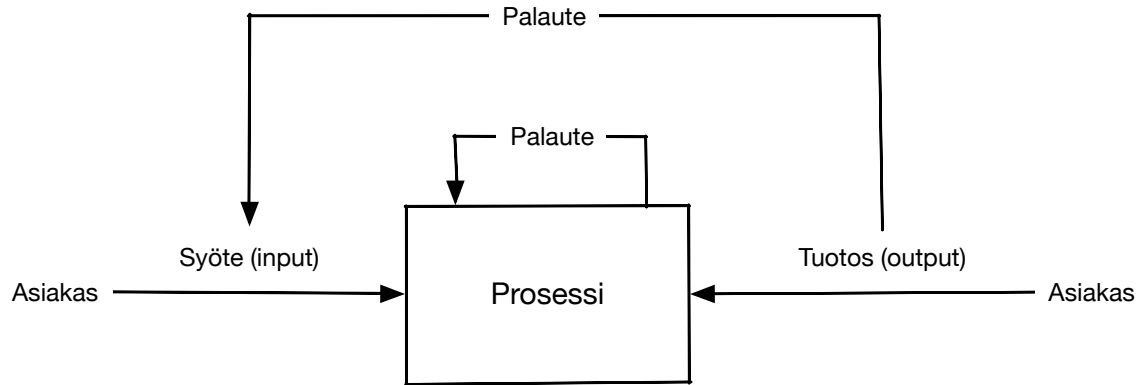 Palaute
Palaute
Syöte (input)
Tuotos (output)
Asiakas
Prosessi
Asiakas